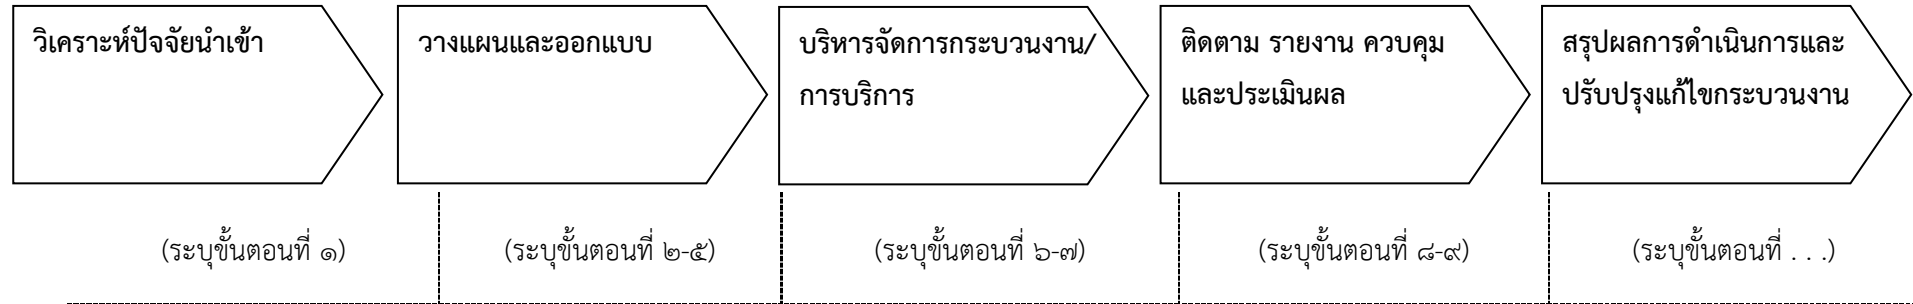 วิเคราะห์ปัจจัยนำเข้า
วางแผนและออกแบบ
บริหารจัดการกระบวนงาน/
การบริการ
ติดตาม รายงาน ควบคุม
และประเมินผล
สรุปผลการดำเนินการและ
ปรับปรุงแก้ไขกระบวนงาน
(ระบุขั้นตอนที่ ๑)
(ระบุขั้นตอนที่ ๒-๕)
(ระบุขั้นตอนที่ ๖-๗)
(ระบุขั้นตอนที่ ๘-๙)
(ระบุขั้นตอนที่ . . .)